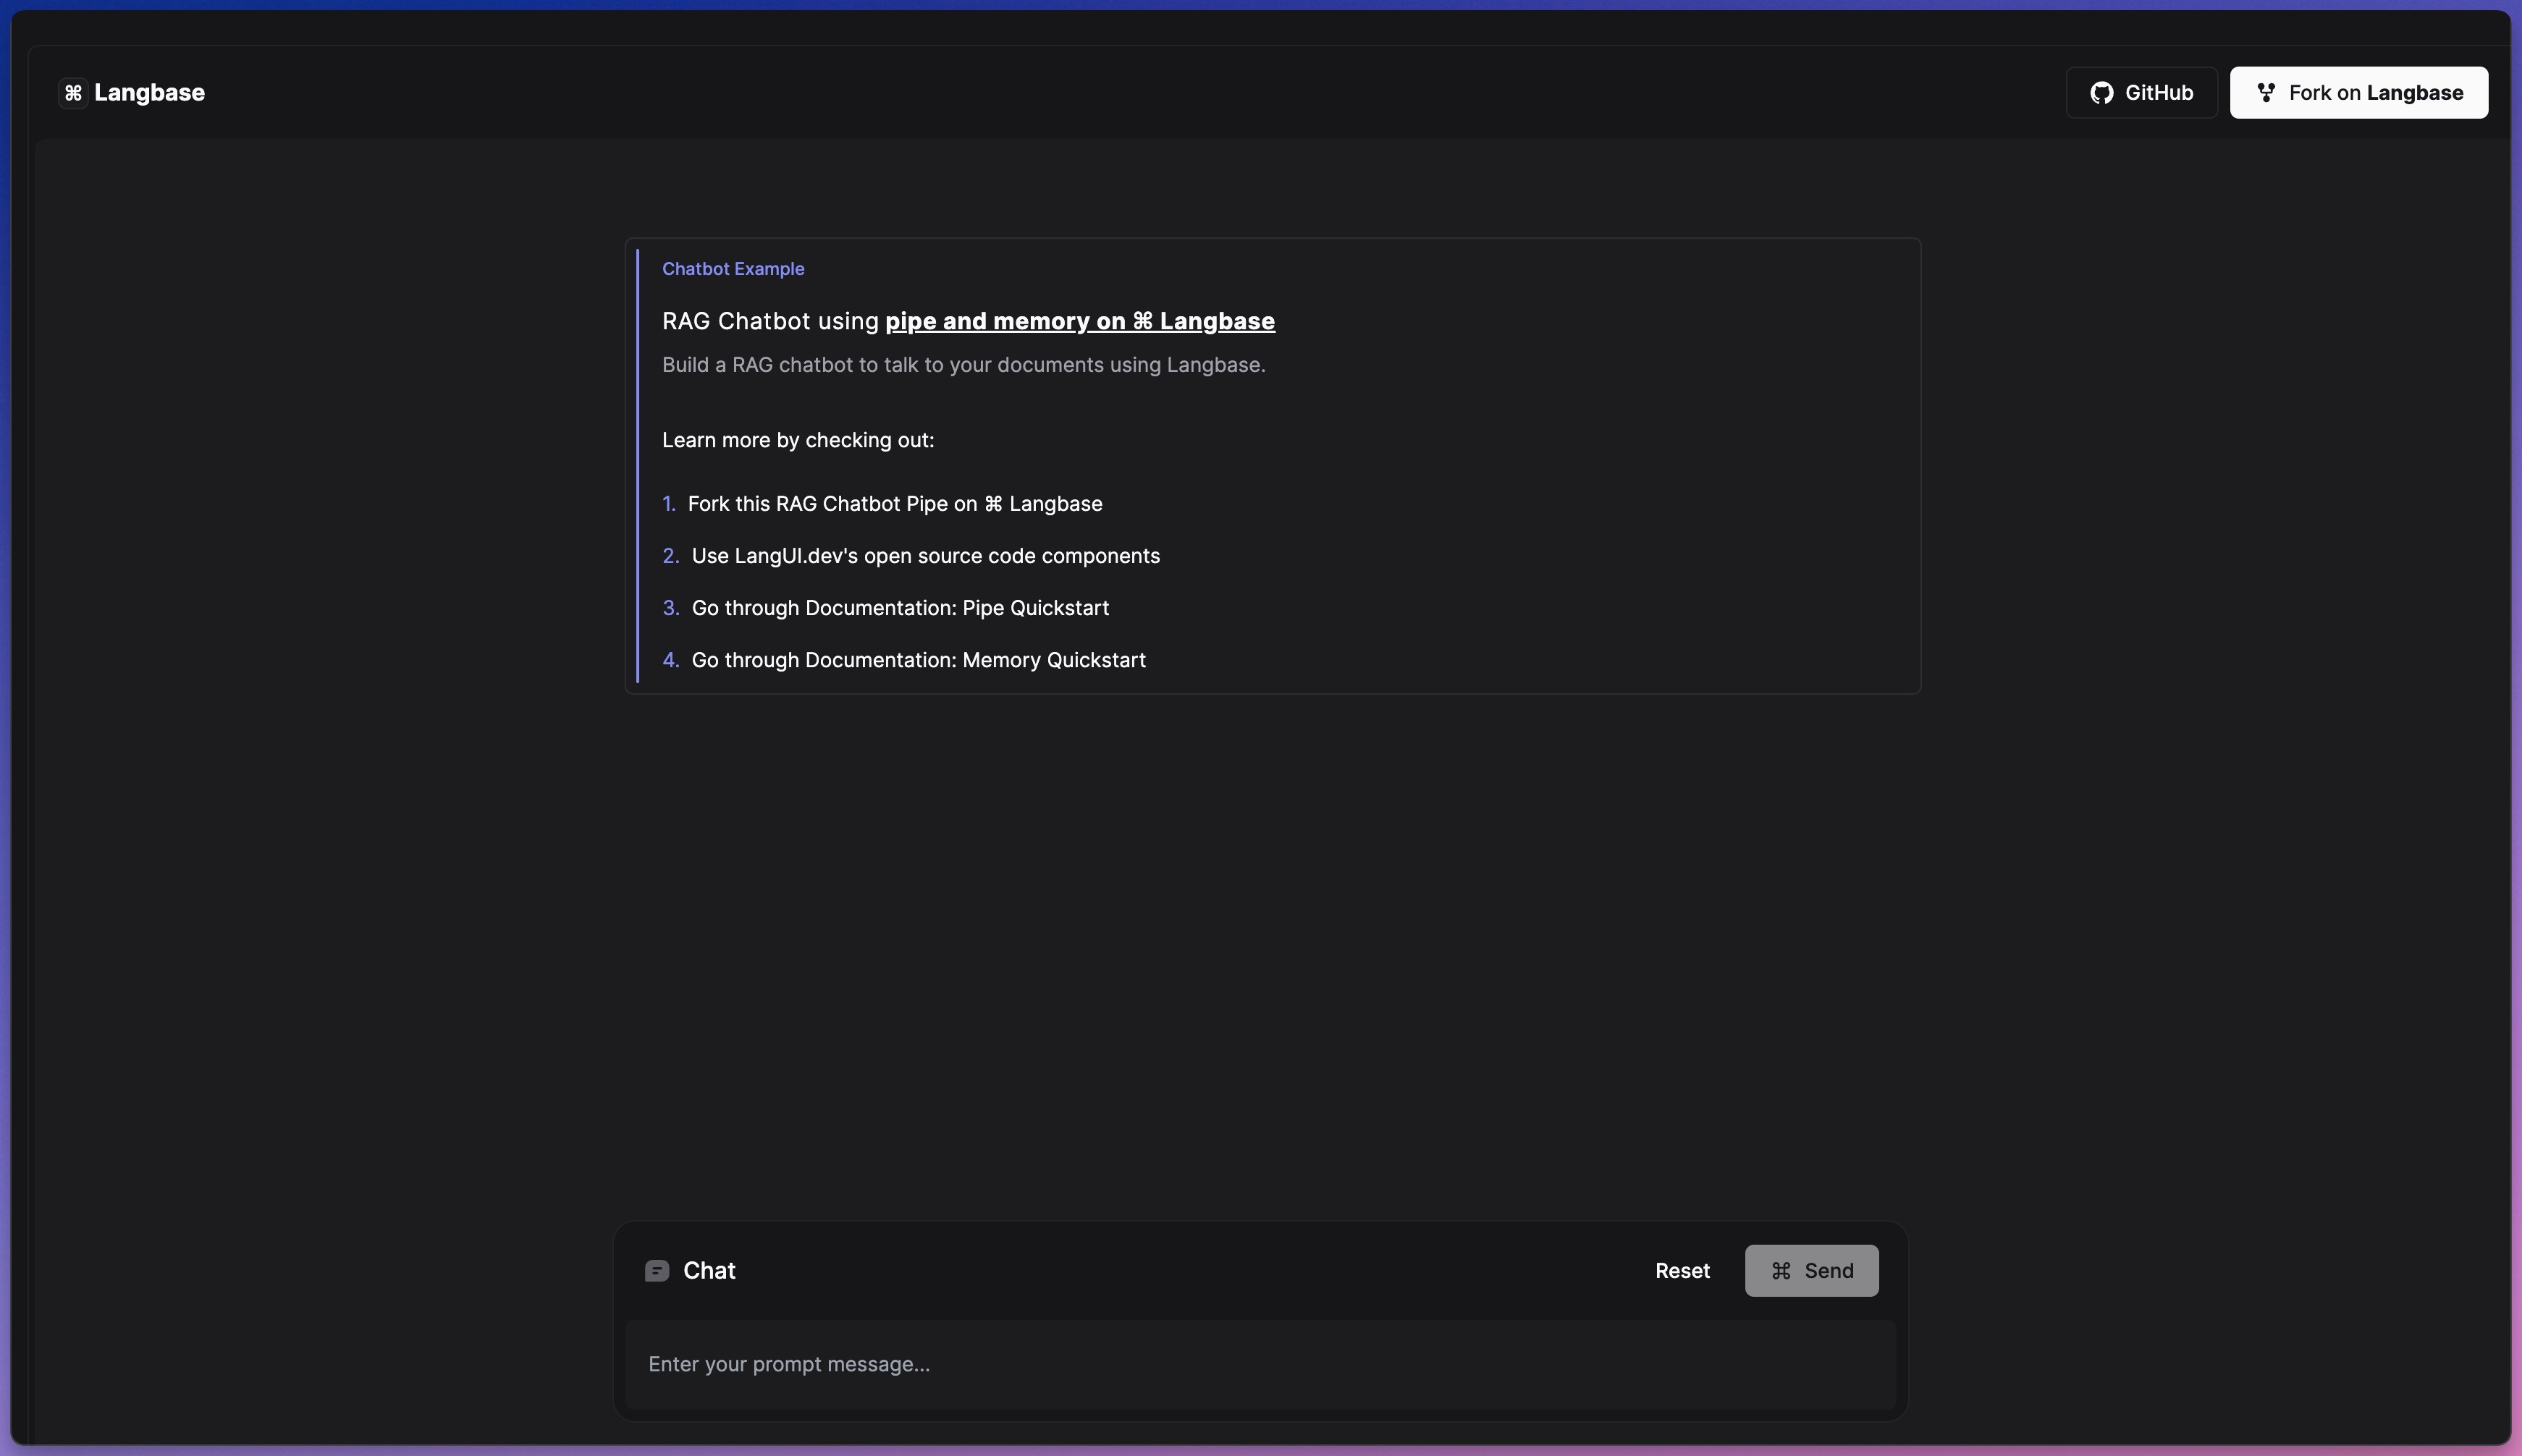 ⌘ Langbase
GitHub
Fork on Langbase
Chatbot Example
RAG Chatbot using pipe and memory on ⌘ Langbase
Build a RAG chatbot to talk to your documents using Langbase.
Learn more by checking out:
1. Fork this RAG Chatbot Pipe on ⌘ Langbase
2. Use LangUI.dev's open source code components
3. Go through Documentation: Pipe Quickstart
4. Go through Documentation: Memory Quickstart
Chat
Reset
⌘ Send
Enter your prompt message...